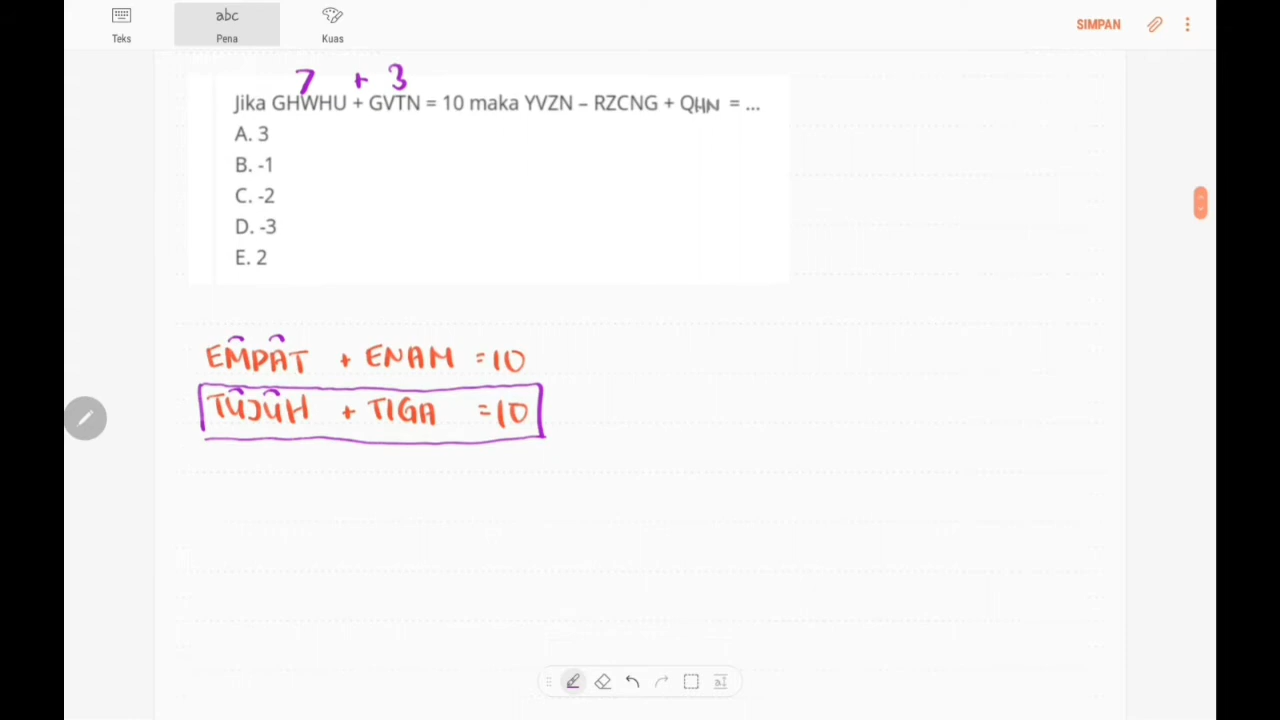 abc
SIMPAN
Teks
Pena
Kuas
7 + 3
Jika GHWHU + GVTN = 10 maka YVZN – RZCNG + QHN = ...
A. 3
B. -1
C. -2
D. -3
E. 2
EMPAT + ENAM = 10
TUJUH + TIGA = 10